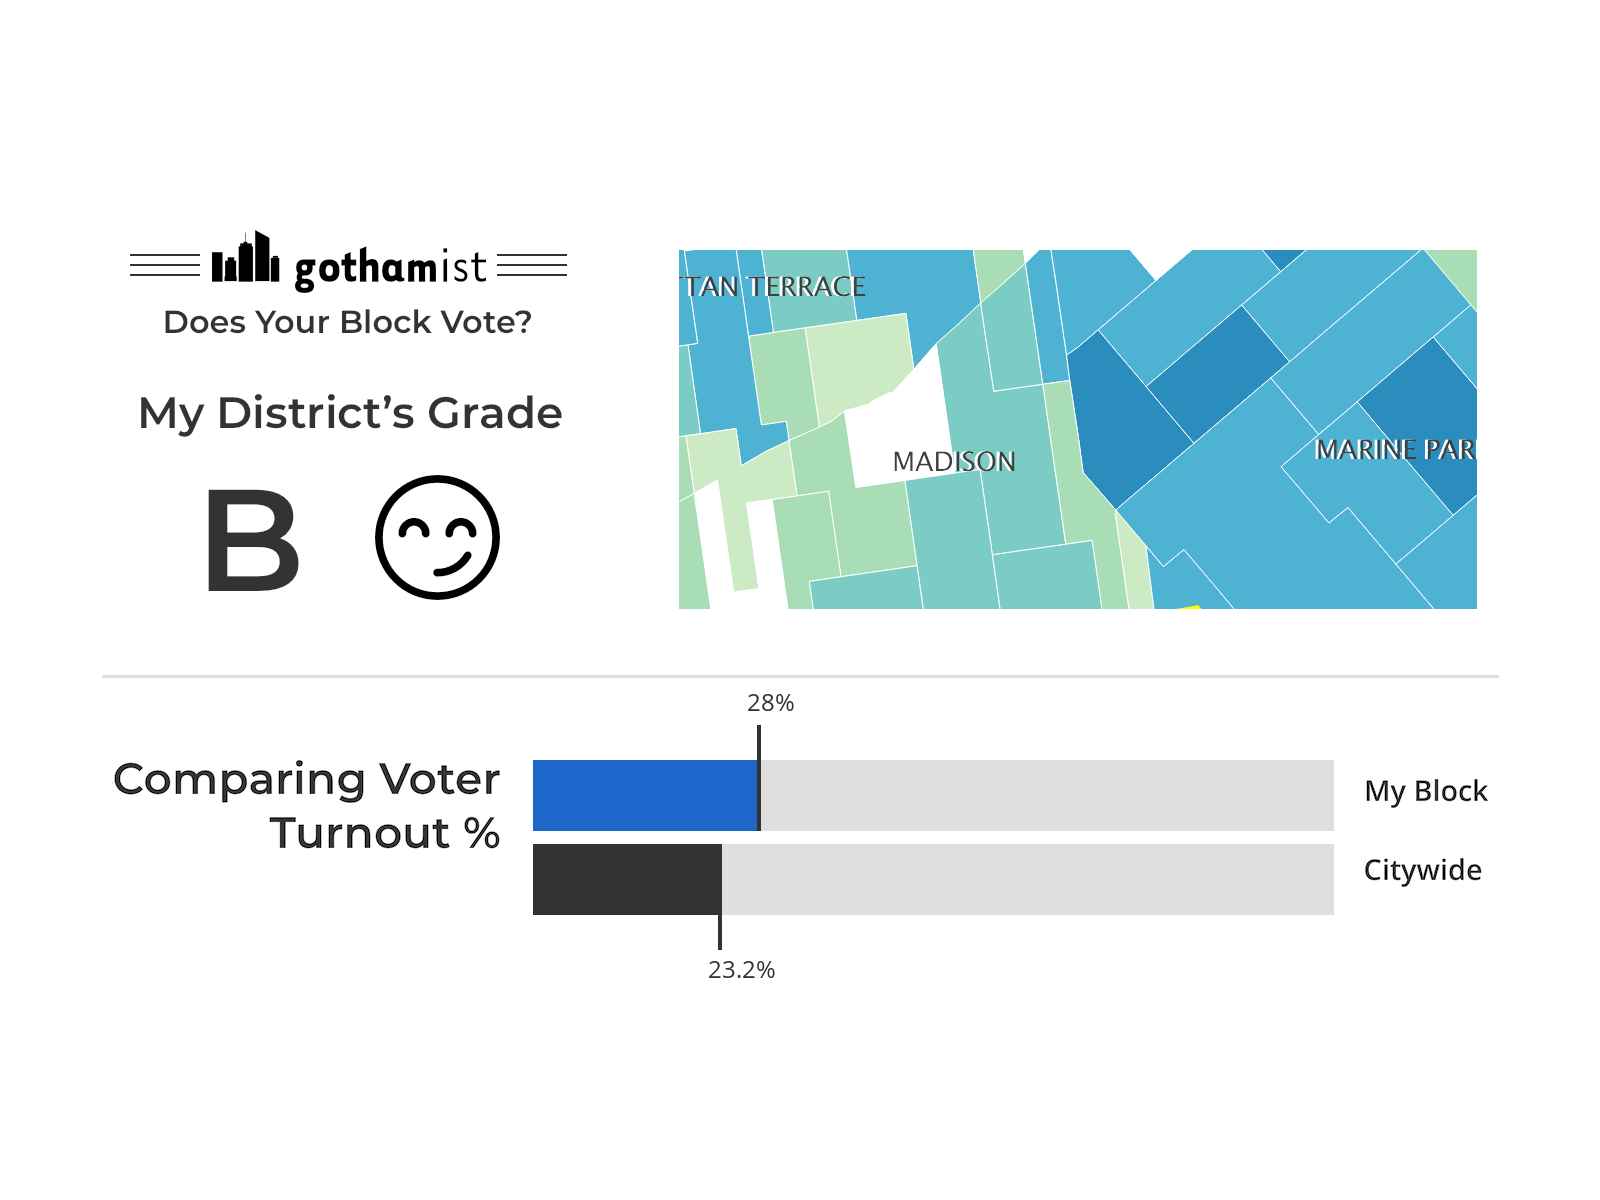 gothamist
Does Your Block Vote?
My District’s Grade
B
TAN TERRACE
MADISON
MARINE PAR
28%
Comparing Voter
Turnout %
My Block
Citywide
23.2%